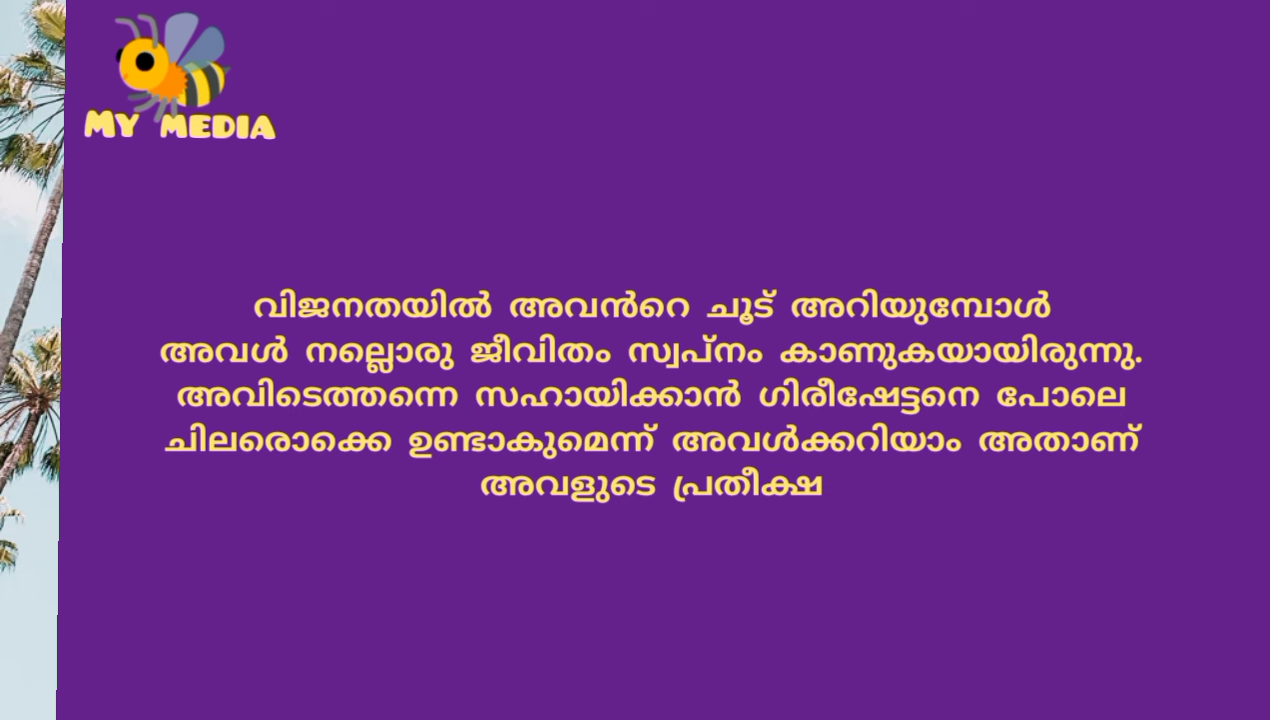 MY MEDIA
വിജനതയിൽ അവൻറെ ചൂട് അറിയുമ്പോൾ
അവൾ നല്ലൊരു ജീവിതം സ്വപ്നം കാണുകയായിരുന്നു.
അവിടെത്തന്നെ സഹായിക്കാൻ ഗിരീഷേട്ടനെ പോലെ
ചിലരൊക്കെ ഉണ്ടാകുമെന്ന് അവൾക്കറിയാം അതാണ്
അവളുടെ പ്രതീക്ഷ